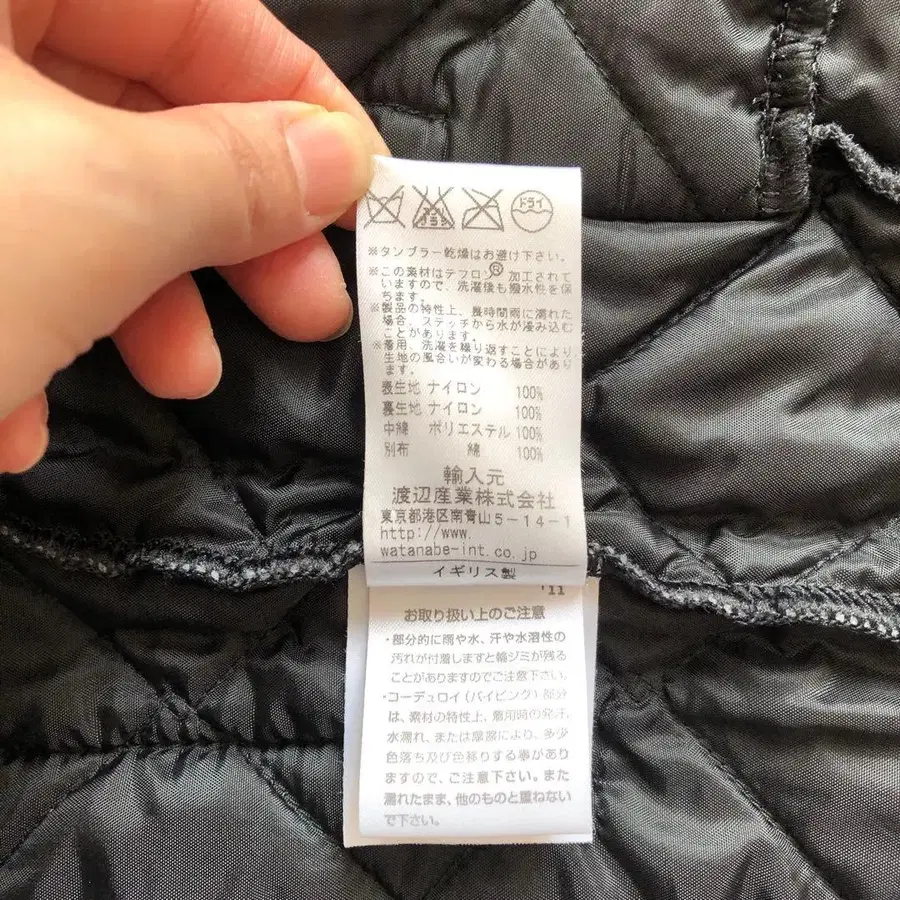 エンソ
サラシ
ドライ
※タンブラー乾燥はお避け下さい。
※この素材はテフロン®加工されて
いますので、洗濯後も撥水性を保
ちます。
※製品の特性上、長時間雨に濡れた
場合、ステッチから水が浸み込む
ことがあります。
※着用、洗濯を繰り返すことにより
生地の風合いが変わる場合があり
ます。
表生地 ナイロン 100%
裏生地 ナイロン 100%
中綿 ポリエステル 100%
別布 綿 100%
輸入元
渡辺産業株式会社
東京都港区南青山5-14-1
http://www.
watanabe-int.co.jp
イギリス製
'11
お取り扱い上のご注意
・部分的に雨や水、汗や水溶性の
汚れが付着しますと輪ジミが残る
ことがありますのでご注意下さい。
・コーデュロイ(パイピング)部分
は、素材の特性上、着用時の発汗、
水濡れ、または摩擦により、多少
色落ち及び色移りする事があり
ますので、ご注意下さい。また
濡れたまま、他のものと重ねない
で下さい。